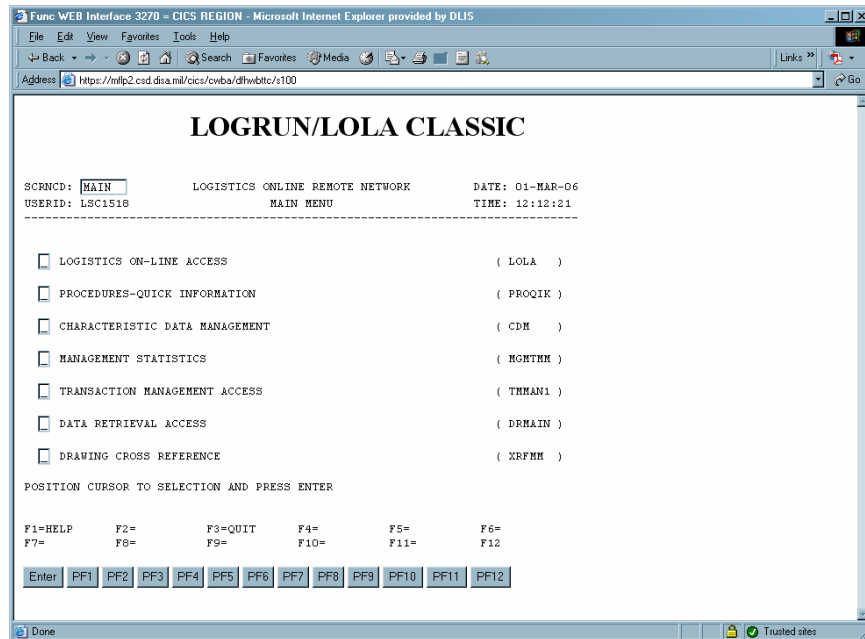 Func WEB Interface 3270 = CICS REGION - Microsoft Internet Explorer provided by DLIS
File Edit View Favorites Tools Help
Back Search Favorites Media Links »
Address https://mflp2.csd.disa.mil/cics/cwba/dfhwbttc/s100 Go
LOGRUN/LOLA CLASSIC
SCRNCD: MAIN LOGISTICS ONLINE REMOTE NETWORK DATE: 01-MAR-06
USERID: LSC1518 MAIN MENU TIME: 12:12:21
--------------------------------------------------------------------------------
_ LOGISTICS ON-LINE ACCESS ( LOLA )
_ PROCEDURES-QUICK INFORMATION ( PROQIK )
_ CHARACTERISTIC DATA MANAGEMENT ( CDM )
_ MANAGEMENT STATISTICS ( MGMTMM )
_ TRANSACTION MANAGEMENT ACCESS ( TMMAN1 )
_ DATA RETRIEVAL ACCESS ( DRMAIN )
_ DRAWING CROSS REFERENCE ( XRFMM )
POSITION CURSOR TO SELECTION AND PRESS ENTER
F1=HELP F2= F3=QUIT F4= F5= F6=
F7= F8= F9= F10= F11= F12
Enter PF1 PF2 PF3 PF4 PF5 PF6 PF7 PF8 PF9 PF10 PF11 PF12
Done Trusted sites